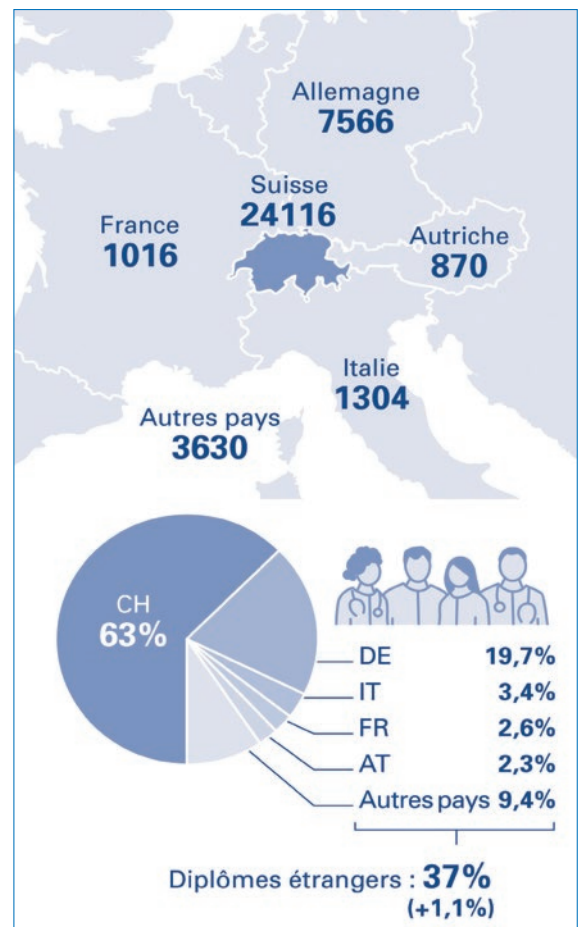 Allemagne
7566
Suisse
24116
France
1016
Autriche
870
Italie
1304
Autres pays
3630
CH
63%
DE 19,7%
IT 3,4%
FR 2,6%
AT 2,3%
Autres pays 9,4%
Diplômes étrangers : 37%
(+1,1%)